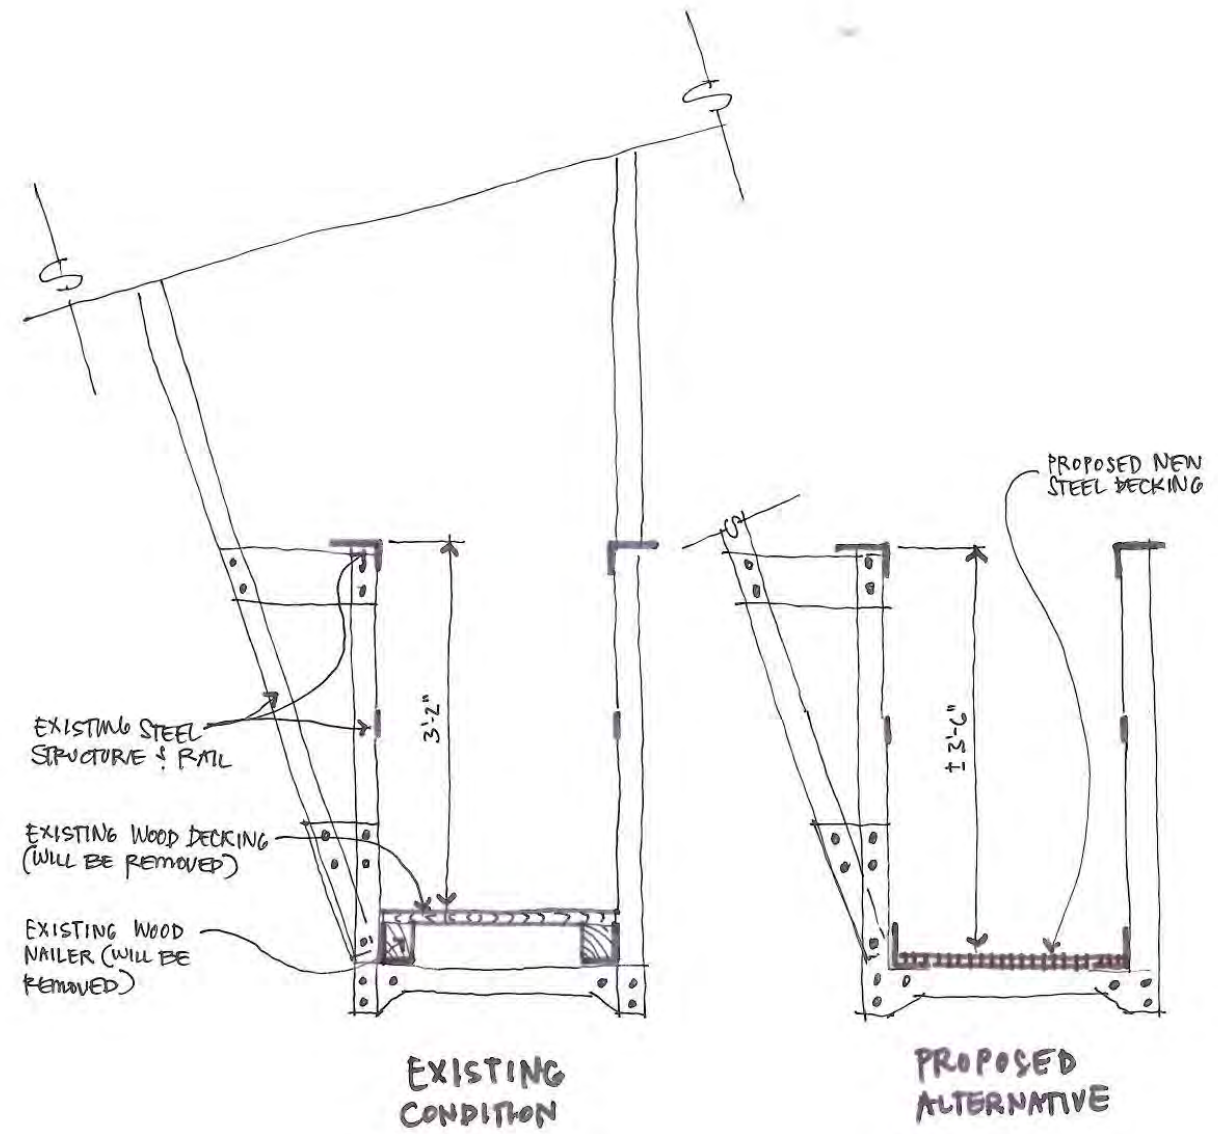 PROPOSED NEW
STEEL DECKING
3'-2"
± 3'-6"
EXISTING STEEL
STRUCTURE & RAIL
EXISTING WOOD DECKING
(WILL BE REMOVED)
EXISTING WOOD
NAILER (WILL BE
REMOVED)
EXISTING
CONDITION
PROPOSED
ALTERNATIVE